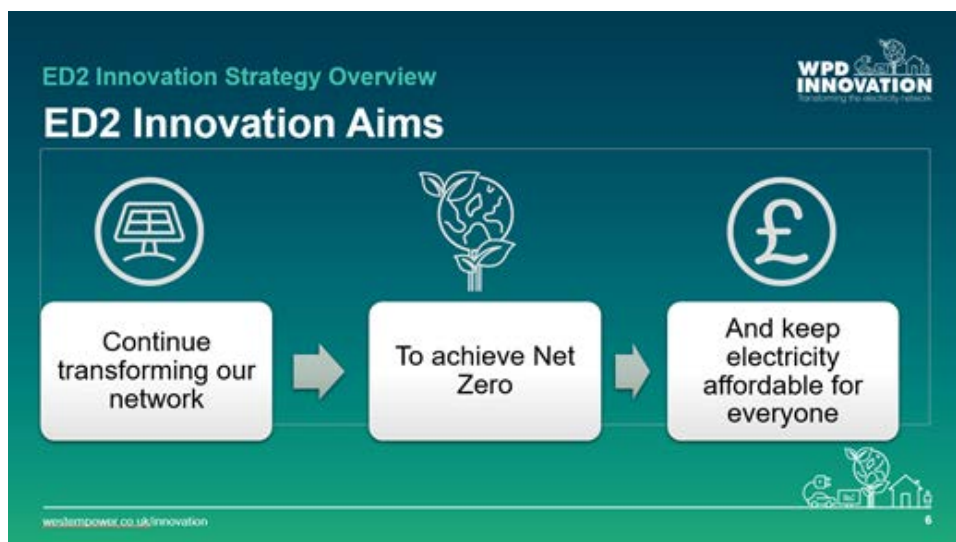 ED2 Innovation Strategy Overview
ED2 Innovation Aims
WPD
INNOVATION
Transforming the electricity network
Continue
transforming our
network
To achieve Net
Zero
And keep
electricity
affordable for
everyone
£
westernpower.co.uk/innovation
6